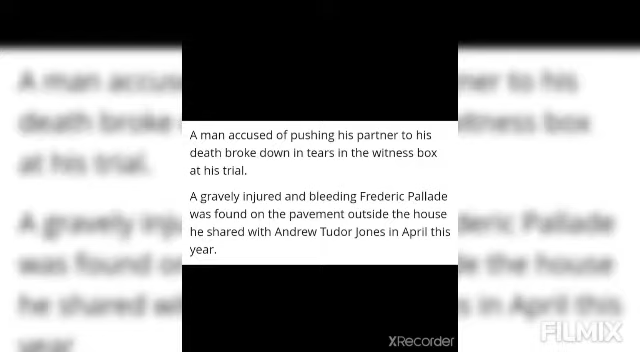 A man accused of pushing his partner to his
death broke down in tears in the witness box
at his trial.
A gravely injured and bleeding Frederic Pallade
was found on the pavement outside the house
he shared with Andrew Tudor Jones in April this
year.
XRecorder
FILMIX